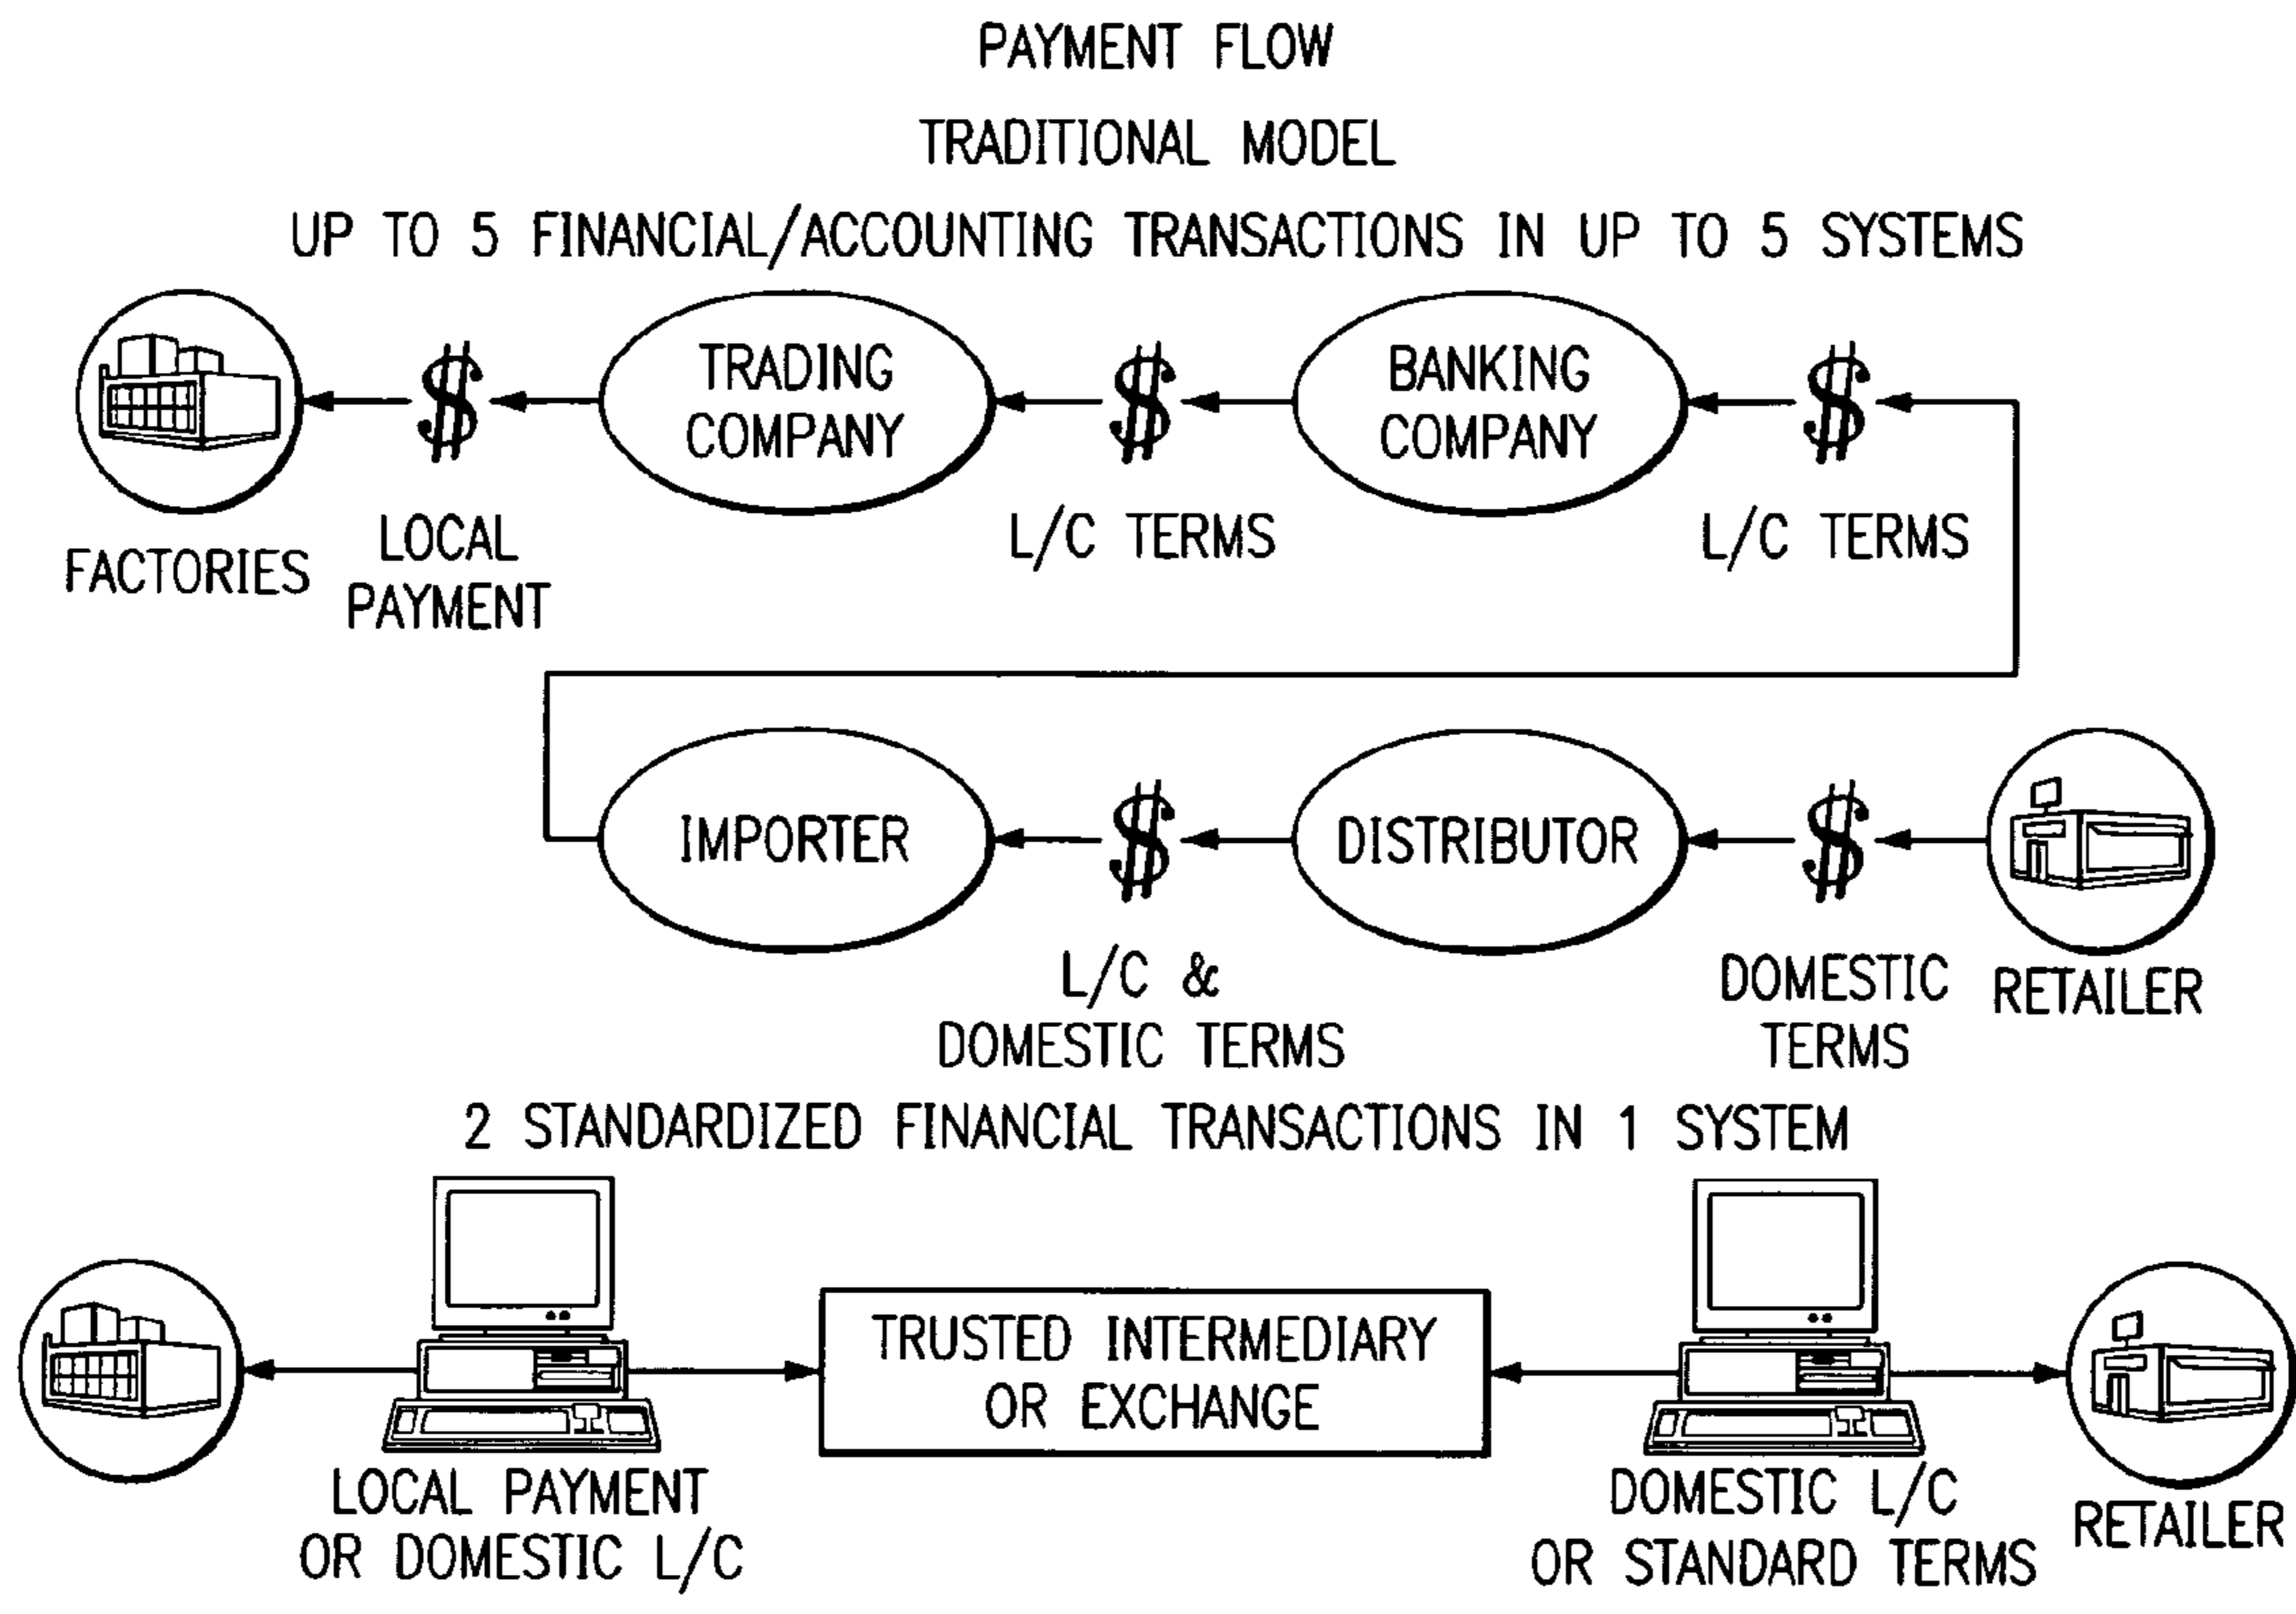 PAYMENT FLOW
TRADITIONAL MODEL
UP TO 5 FINANCIAL/ACCOUNTING TRANSACTIONS IN UP TO 5 SYSTEMS
TRADING
COMPANY
BANKING
COMPANY
$
$
$
FACTORIES
LOCAL
PAYMENT
L/C TERMS
L/C TERMS
IMPORTER
$
DISTRIBUTOR
$
L/C &
DOMESTIC TERMS
DOMESTIC
TERMS
RETAILER
2 STANDARDIZED FINANCIAL TRANSACTIONS IN 1 SYSTEM
TRUSTED INTERMEDIARY
OR EXCHANGE
LOCAL PAYMENT
OR DOMESTIC L/C
DOMESTIC L/C
OR STANDARD TERMS
RETAILER